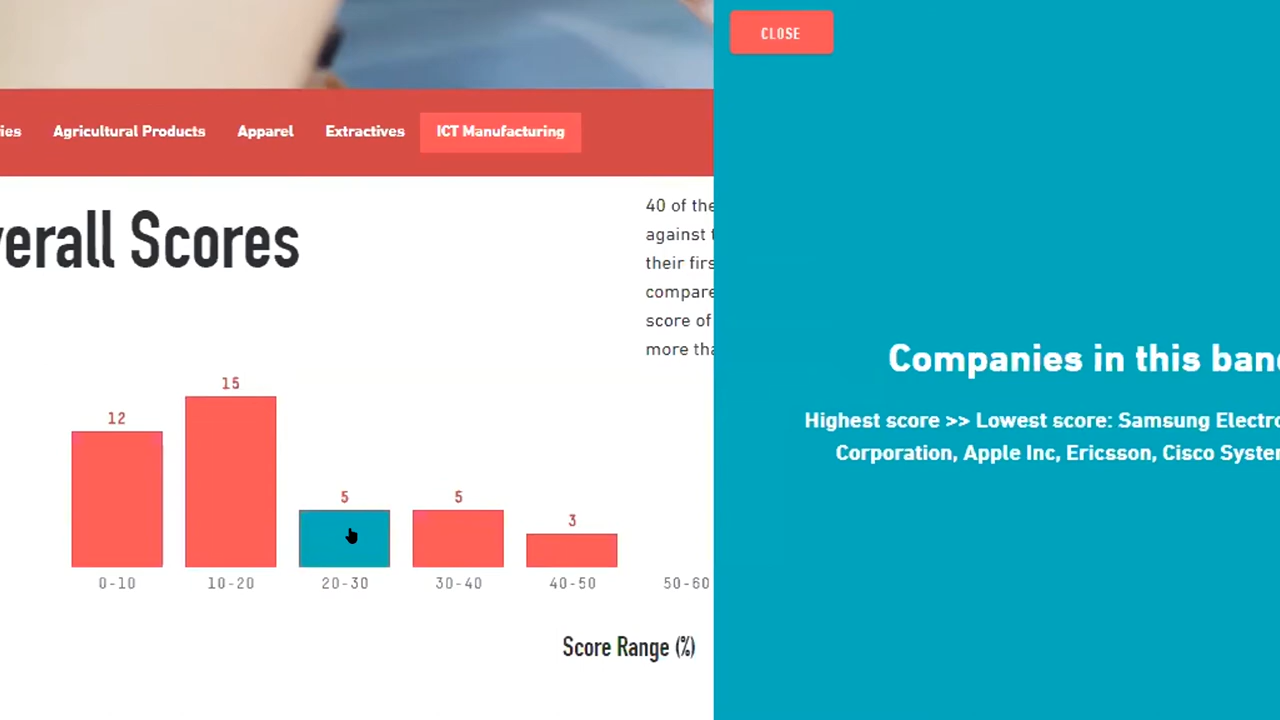 CLOSE
ies Agricultural Products Apparel Extractives ICT Manufacturing
verall Scores
40 of the
against t
their firs
compare
score of
more tha
Companies in this ban
Highest score >> Lowest score: Samsung Electro
Corporation, Apple Inc, Ericsson, Cisco System
15
12
5
5
3
0-10 10-20 20-30 30-40 40-50 50-60
Score Range (%)